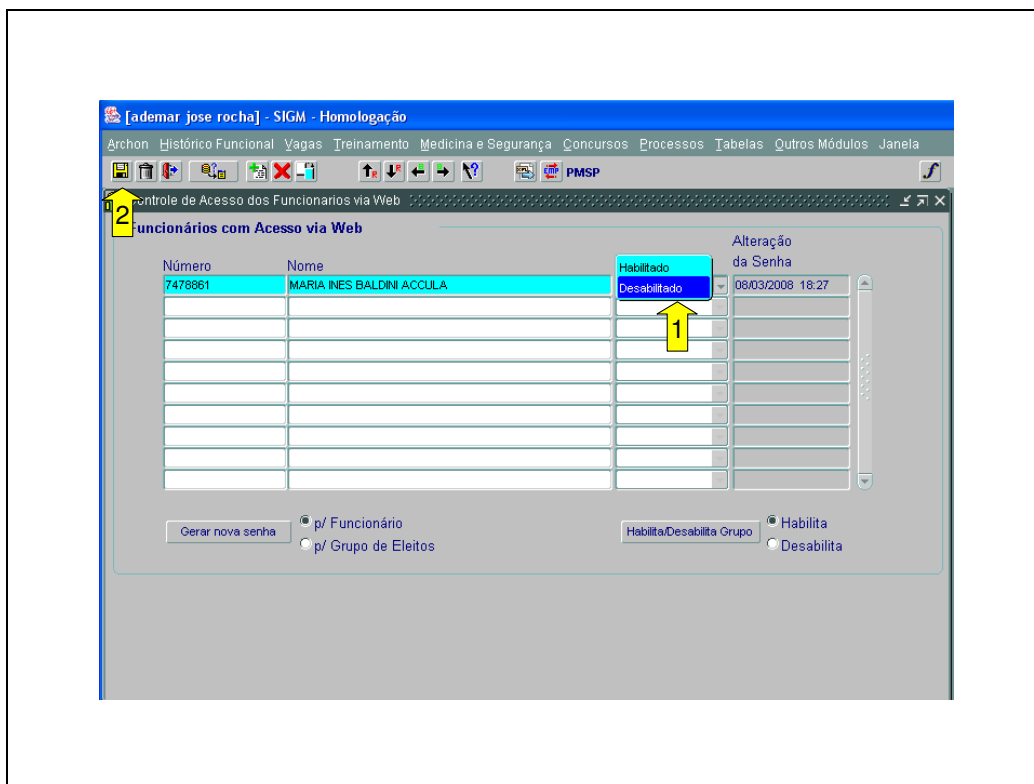 [ademar jose rocha] - SIGM - Homologação
Archon Histórico Funcional Vagas Treinamento Medicina e Segurança Concursos Processos Tabelas Outros Módulos Janela
PMSP
ntrole de Acesso dos Funcionarios via Web
2
Funcionários com Acesso via Web
Alteração
da Senha
Número Nome Habilitado
7478861 MARIA INES BALDINI ACCULA Desabilitado 08/03/2008 18:27
1
Gerar nova senha p/ Funcionário Habilita/Desabilita Grupo Habilita
p/ Grupo de Eleitos Desabilita